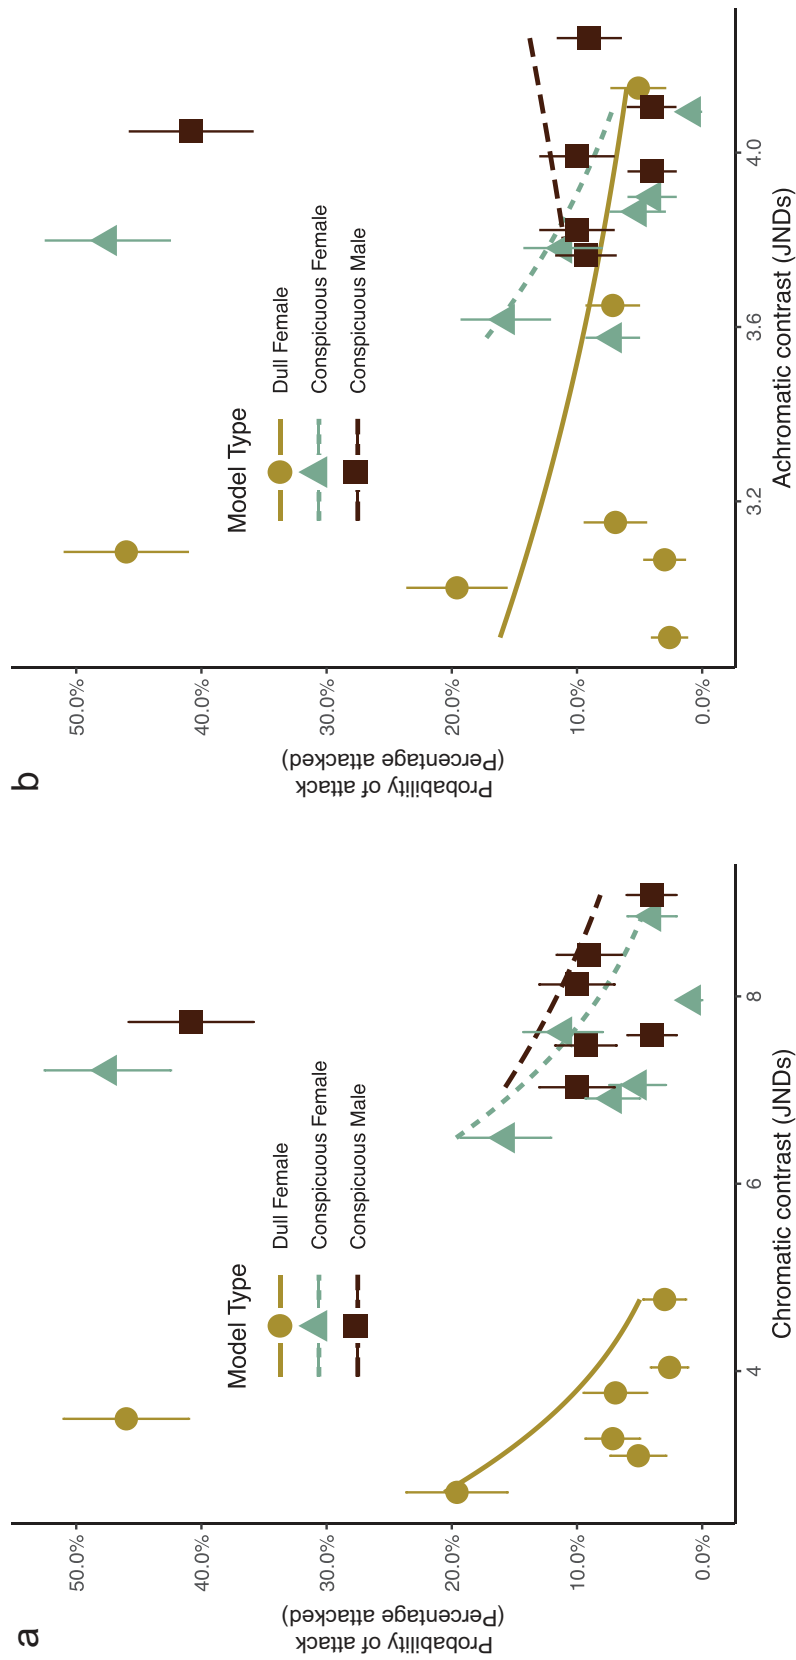 a
Probability of attack
(Percentage attacked)
50.0%
40.0%
30.0%
20.0%
10.0%
0.0%
Model Type
Dull Female
Conspicuous Female
Conspicuous Male
4
6
8
Chromatic contrast (JNDs)
b
Probability of attack
(Percentage attacked)
50.0%
40.0%
30.0%
20.0%
10.0%
0.0%
Model Type
Dull Female
Conspicuous Female
Conspicuous Male
3.2
3.6
4.0
Achromatic contrast (JNDs)